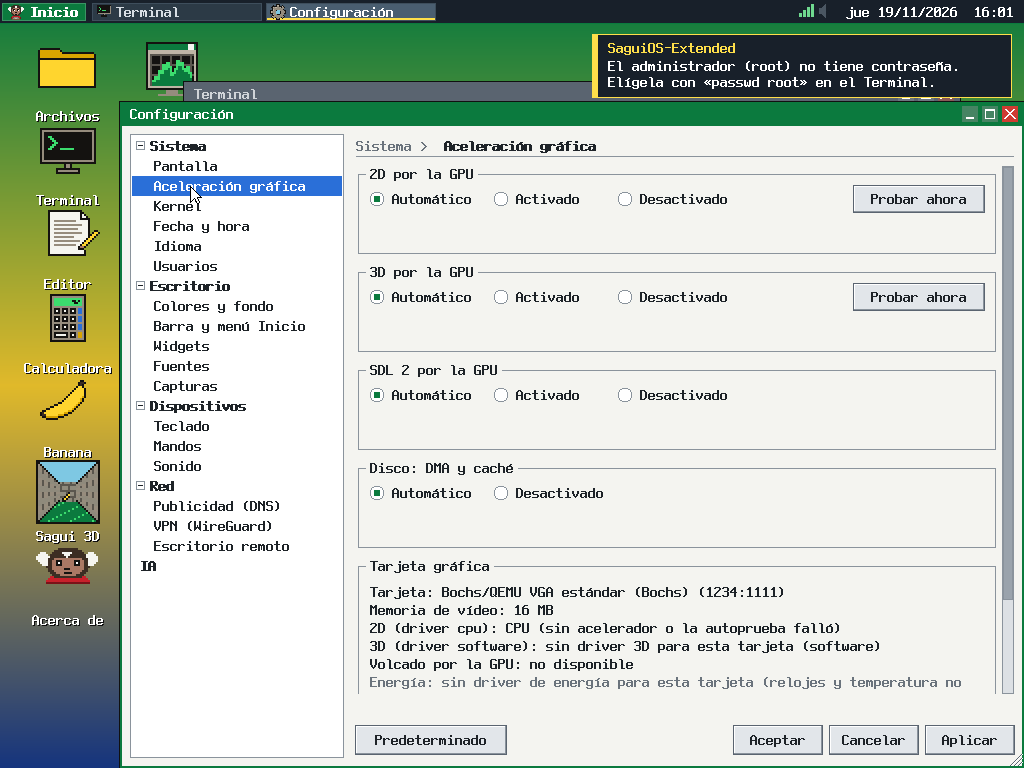 Inicio
Terminal
Configuración
jue 19/11/2026 16:01
SaguiOS-Extended
El administrador (root) no tiene contraseña.
Elígela con «passwd root» en el Terminal.
Archivos
Terminal
Editor
Calculadora
Banana
Sagui 3D
Acerca de
Terminal
Configuración
Sistema
Pantalla
Aceleración gráfica
Kernel
Fecha y hora
Idioma
Usuarios
Escritorio
Colores y fondo
Barra y menú Inicio
Widgets
Fuentes
Capturas
Dispositivos
Teclado
Mandos
Sonido
Red
Publicidad (DNS)
VPN (WireGuard)
Escritorio remoto
IA
Sistema > Aceleración gráfica
2D por la GPU
Automático Activado Desactivado Probar ahora
3D por la GPU
Automático Activado Desactivado Probar ahora
SDL 2 por la GPU
Automático Activado Desactivado
Disco: DMA y caché
Automático Desactivado
Tarjeta gráfica
Tarjeta: Bochs/QEMU VGA estándar (Bochs) (1234:1111)
Memoria de vídeo: 16 MB
2D (driver cpu): CPU (sin acelerador o la autoprueba falló)
3D (driver software): sin driver 3D para esta tarjeta (software)
Volcado por la GPU: no disponible
Energía: sin driver de energía para esta tarjeta (relojes y temperatura no
Predeterminado Aceptar Cancelar Aplicar